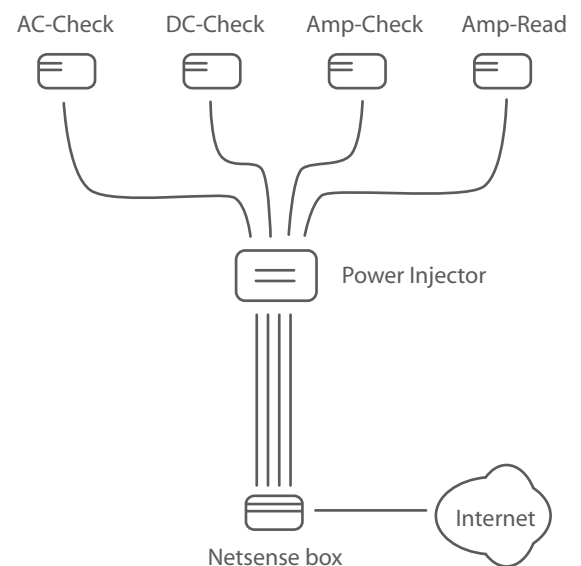 AC-Check
DC-Check
Amp-Check
Amp-Read
Power Injector
Internet
Netsense box